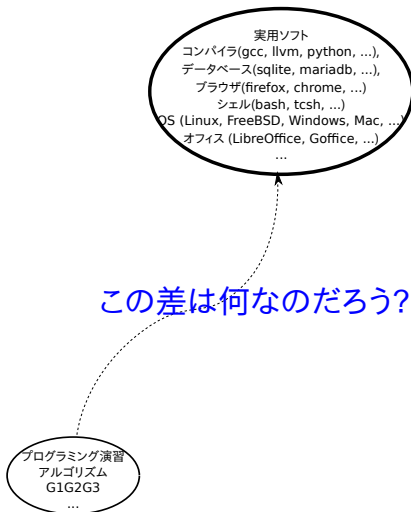 実用ソフト
コンパイラ(gcc, llvm, python, ...),
データベース(sqlite, mariadb, ...),
ブラウザ(firefox, chrome, ...)
シェル(bash, tcsh, ...)
OS (Linux, FreeBSD, Windows, Mac, ...)
オフィス (LibreOffice, Goffice, ...)
...
この差は何なのだろう?
プログラミング演習
アルゴリズム
G1G2G3
...